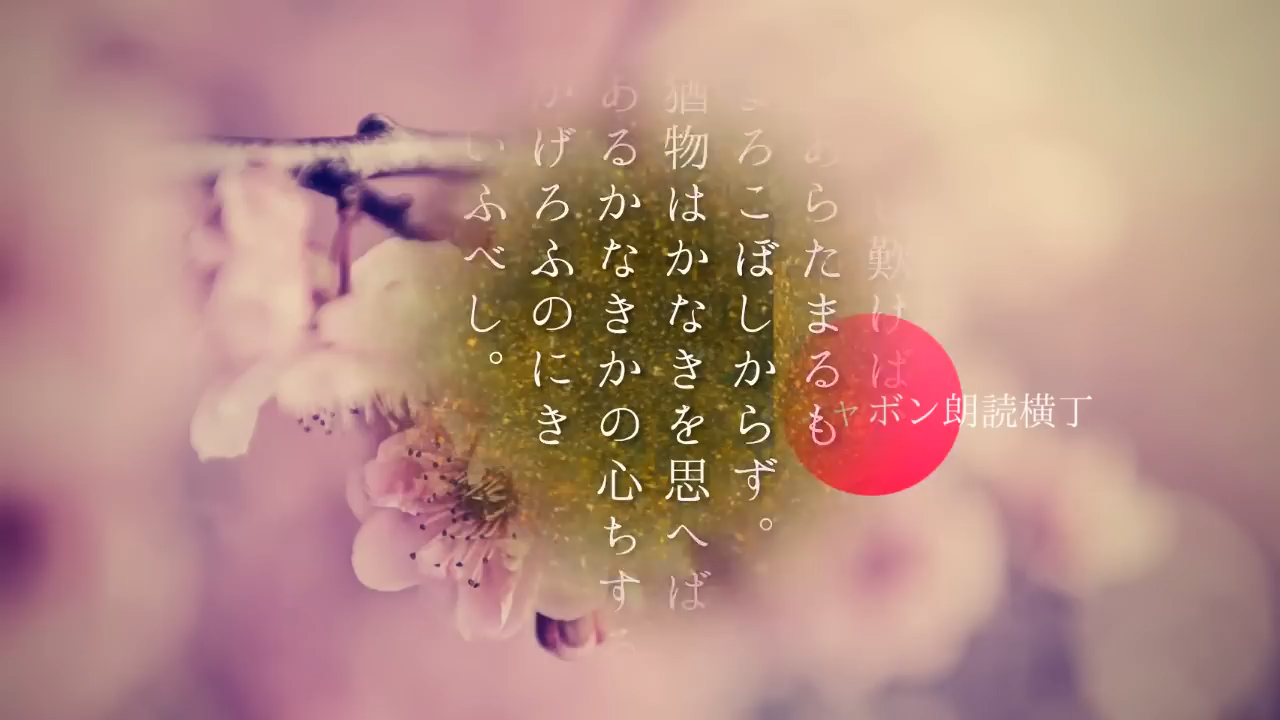 歎けば
あらたまるも
ろこぼしからず。
猶物はかなきを思へば
あるかなきかの心ちす
かげろふのにき
いふべし。
ャボン朗読横丁